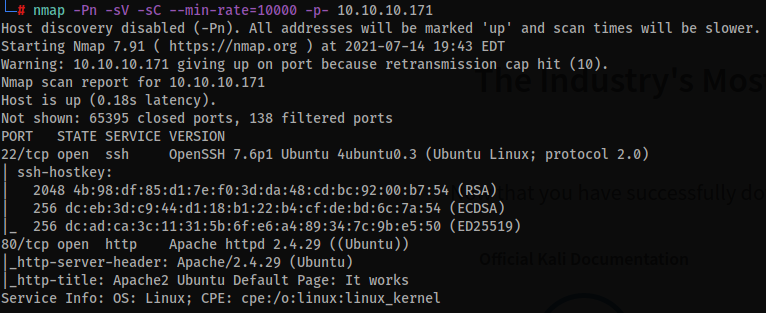 # nmap -Pn -sV -sC --min-rate=10000 -p- 10.10.10.171
Host discovery disabled (-Pn). All addresses will be marked 'up' and scan times will be slower.
Starting Nmap 7.91 ( https://nmap.org ) at 2021-07-14 19:43 EDT
Warning: 10.10.10.171 giving up on port because retransmission cap hit (10).
Nmap scan report for 10.10.10.171
The Industry's Mos
Host is up (0.18s latency).
Not shown: 65395 closed ports, 138 filtered ports
PORT   STATE SERVICE VERSION
22/tcp open  ssh     OpenSSH 7.6p1 Ubuntu 4ubuntu0.3 (Ubuntu Linux; protocol 2.0)
| ssh-hostkey:
|   2048 4b:98:df:85:d1:7e:f0:3d:da:48:cd:bc:92:00:b7:54 (RSA)
that you have successfully do
|   256 dc:eb:3d:c9:44:d1:18:b1:22:b4:cf:de:bd:6c:7a:54 (ECDSA)
|_  256 dc:ad:ca:3c:11:31:5b:6f:e6:a4:89:34:7c:9b:e5:50 (ED25519)
80/tcp open  http    Apache httpd 2.4.29 ((Ubuntu))
|_http-server-header: Apache/2.4.29 (Ubuntu)
Official Kali Documentation
|_http-title: Apache2 Ubuntu Default Page: It works
Service Info: OS: Linux; CPE: cpe:/o:linux:linux_kernel